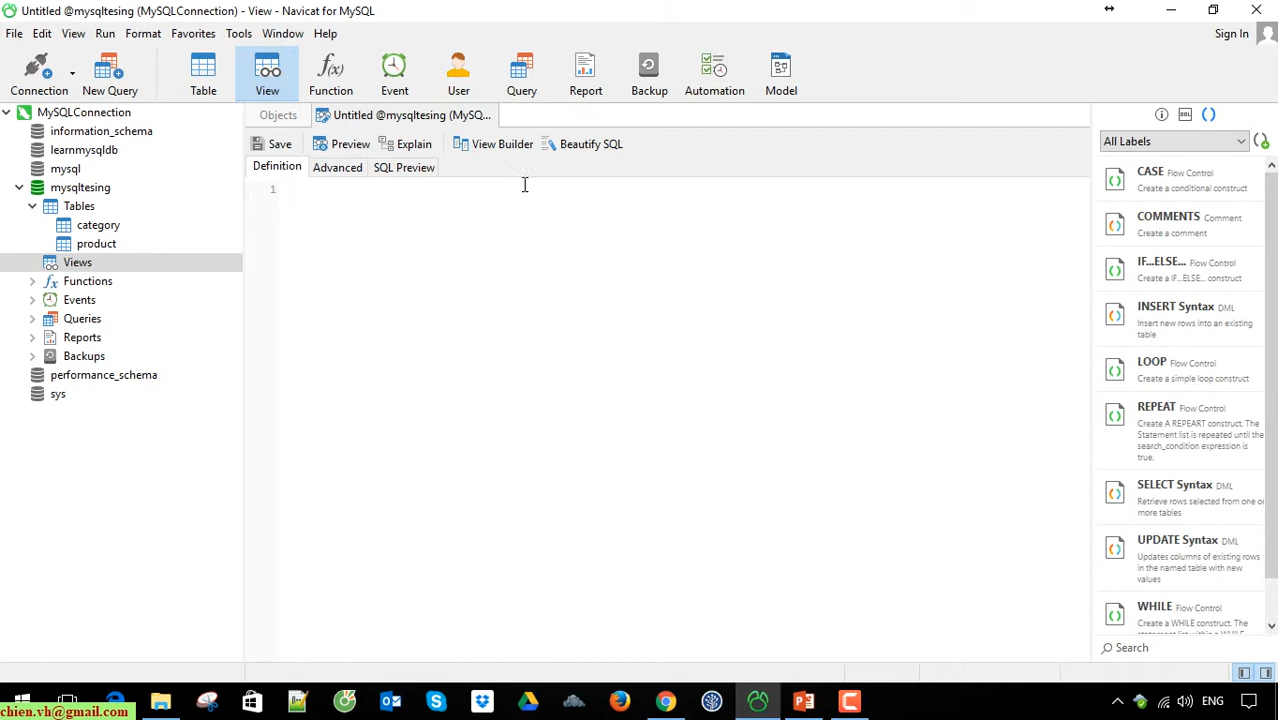 Untitled @mysqltesing (MySQLConnection) - View - Navicat for MySQL
File Edit View Run Format Favorites Tools Window Help
Sign In
Connection New Query Table View Function Event User Query Report Backup Automation Model
f(x)
MySQLConnection
information_schema
learnmysqldb
mysql
mysqltesing
Tables
category
product
Views
Functions
Events
Queries
Reports
Backups
performance_schema
sys
Objects Untitled @mysqltesing (MySQ...
Save Preview Explain View Builder Beautify SQL
Definition Advanced SQL Preview
1
All Labels
CASE Flow Control
Create a conditional construct
COMMENTS Comment
Create a comment
IF...ELSE... Flow Control
Create a IF...ELSE... construct
INSERT Syntax DML
Insert new rows into an existing
table
LOOP Flow Control
Create a simple loop construct
REPEAT Flow Control
Create A REPEART construct. The
Statement list is repeated until the
search_condition expression is
true.
SELECT Syntax DML
Retrieve rows selected from one or
more tables
UPDATE Syntax DML
Updates columns of existing rows
in the named table with new
values
WHILE Flow Control
Create a WHILE construct. The
Search
chien.vh@gmail.com
ENG